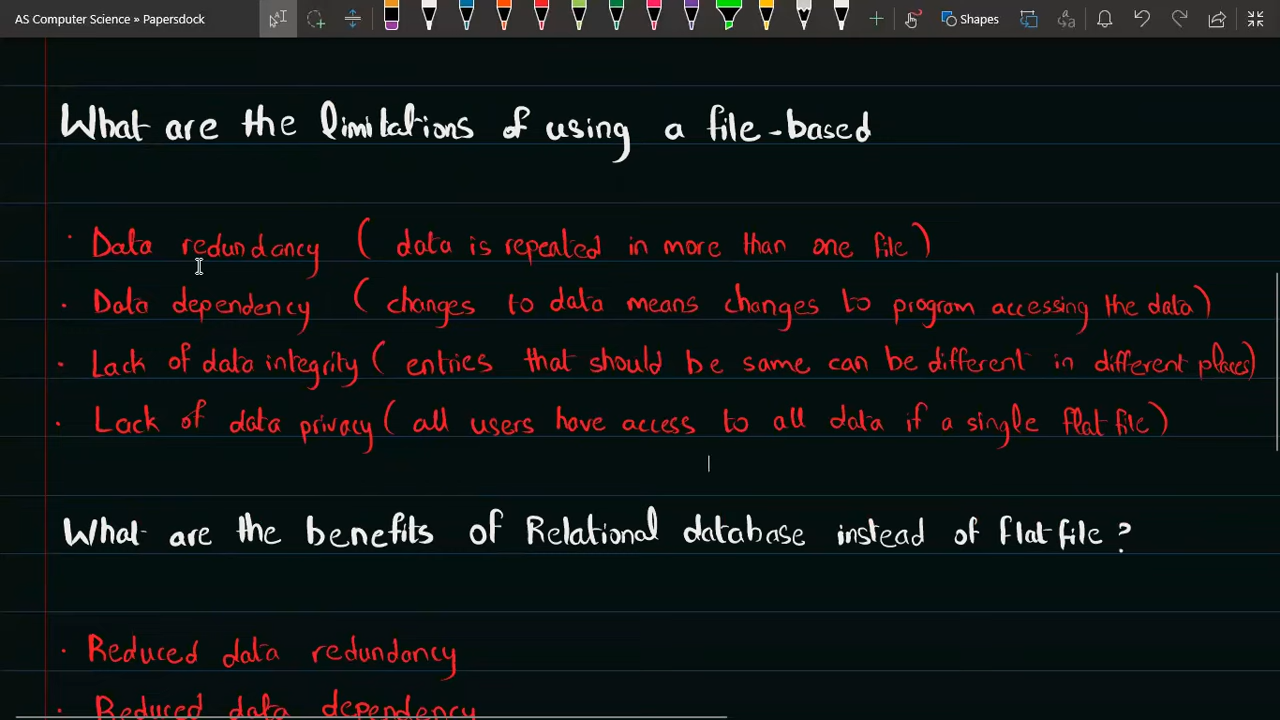 AS Computer Science » Papersdock
Shapes
What are the limitations of using a file-based
· Data redundancy ( data is repeated in more than one file )
· Data dependency ( changes to data means changes to program accessing the data )
· Lack of data integrity ( entries that should be same can be different in different places)
· Lack of data privacy ( all users have access to all data if a single flat file )
What are the benefits of Relational database instead of flat file ?
· Reduced data redundancy
· Reduced data dependency